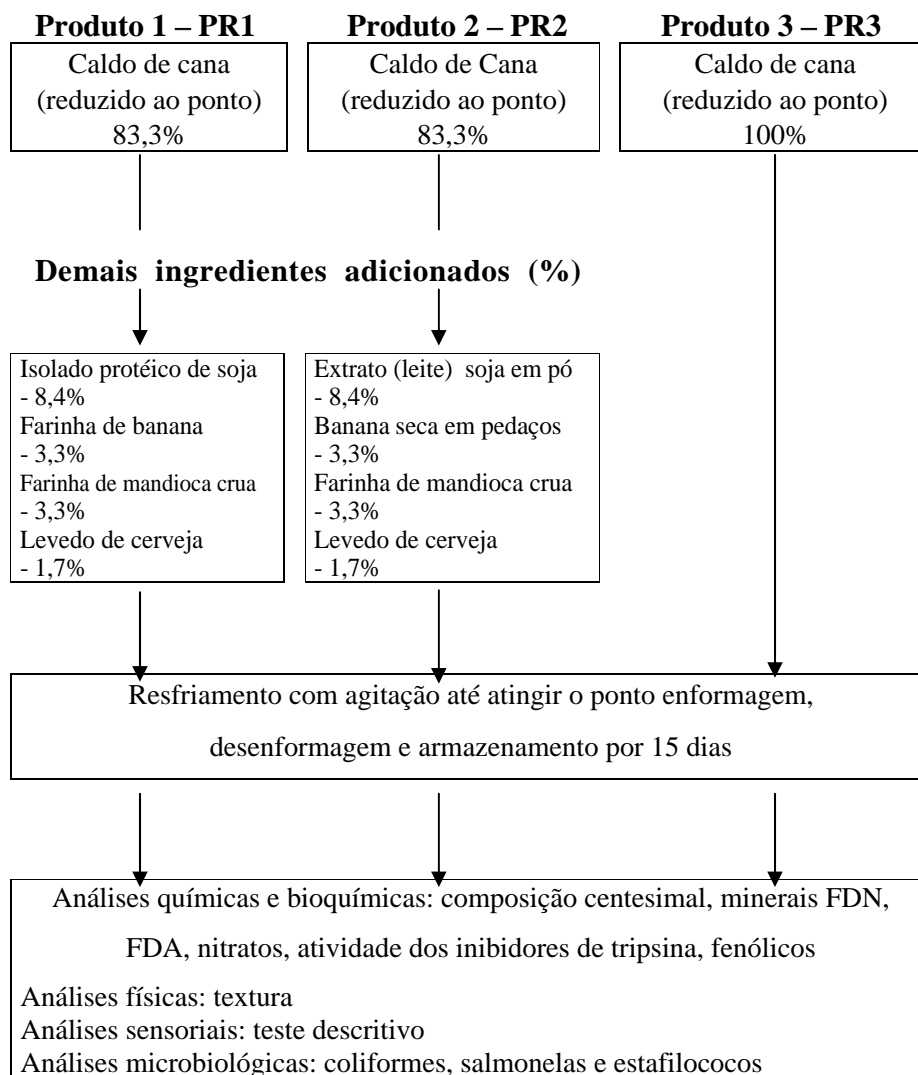 Produto 1 – PR1
Caldo de cana
(reduzido ao ponto)
83,3%
Produto 2 – PR2
Caldo de Cana
(reduzido ao ponto)
83,3%
Produto 3 – PR3
Caldo de cana
(reduzido ao ponto)
100%
Demais ingredientes adicionados (%)
Isolado protéico de soja
- 8,4%
Farinha de banana
- 3,3%
Farinha de mandioca crua
- 3,3%
Levedo de cerveja
- 1,7%
Extrato (leite) soja em pó
- 8,4%
Banana seca em pedaços
- 3,3%
Farinha de mandioca crua
- 3,3%
Levedo de cerveja
- 1,7%
Resfriamento com agitação até atingir o ponto enformagem,
desenformagem e armazenamento por 15 dias
Análises químicas e bioquímicas: composição centesimal, minerais FDN,
FDA, nitratos, atividade dos inibidores de tripsina, fenólicos
Análises físicas: textura
Análises sensoriais: teste descritivo
Análises microbiológicas: coliformes, salmonelas e estafilococos